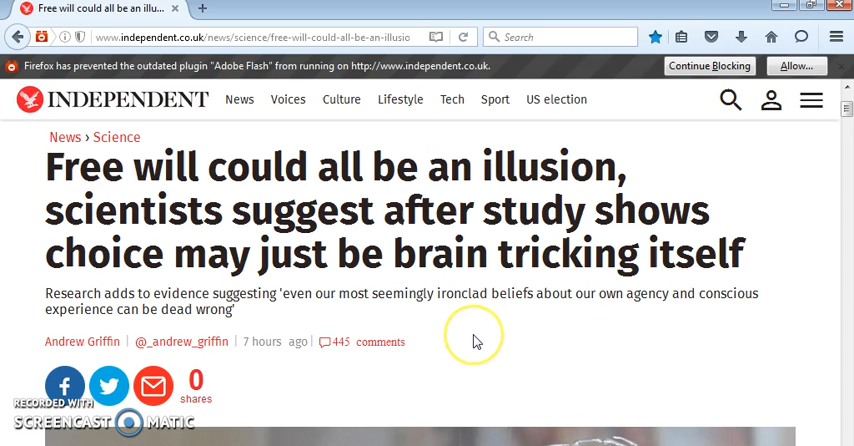 Free will could all be an illu...
www.independent.co.uk/news/science/free-will-could-all-be-an-illusio
Search
Firefox has prevented the outdated plugin "Adobe Flash" from running on http://www.independent.co.uk.
Continue Blocking
Allow...
INDEPENDENT
News Voices Culture Lifestyle Tech Sport US election
News › Science
Free will could all be an illusion,
scientists suggest after study shows
choice may just be brain tricking itself
Research adds to evidence suggesting 'even our most seemingly ironclad beliefs about our own agency and conscious
experience can be dead wrong'
Andrew Griffin | @_andrew_griffin | 7 hours ago | 445 comments
0
shares
RECORDED WITH
SCREENCAST MATIC